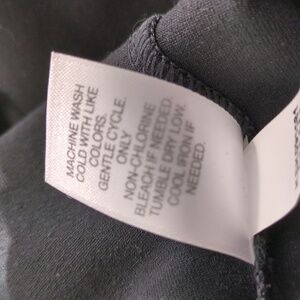 MACHINE WASH
COLD WITH LIKE
COLORS.
GENTLE CYCLE.
ONLY
NON-CHLORINE
BLEACH IF NEEDED
TUMBLE DRY LOW.
COOL IRON IF
NEEDED.